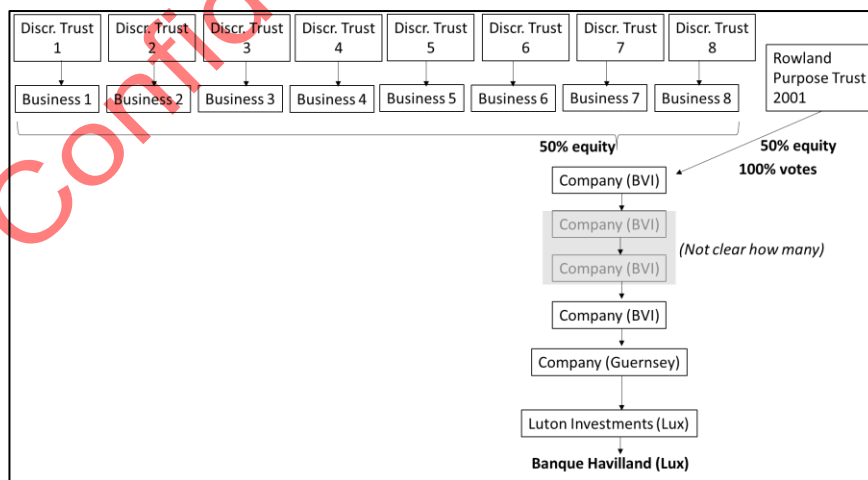 Discr. Trust
1
Discr. Trust
2
Discr. Trust
3
Discr. Trust
4
Discr. Trust
5
Discr. Trust
6
Discr. Trust
7
Discr. Trust
8
Rowland
Purpose Trust
2001
Business 1
Business 2
Business 3
Business 4
Business 5
Business 6
Business 7
Business 8
50% equity
50% equity
100% votes
Company (BVI)
Company (BVI)
(Not clear how many)
Company (BVI)
Company (BVI)
Company (Guernsey)
Luton Investments (Lux)
Banque Havilland (Lux)
Confid